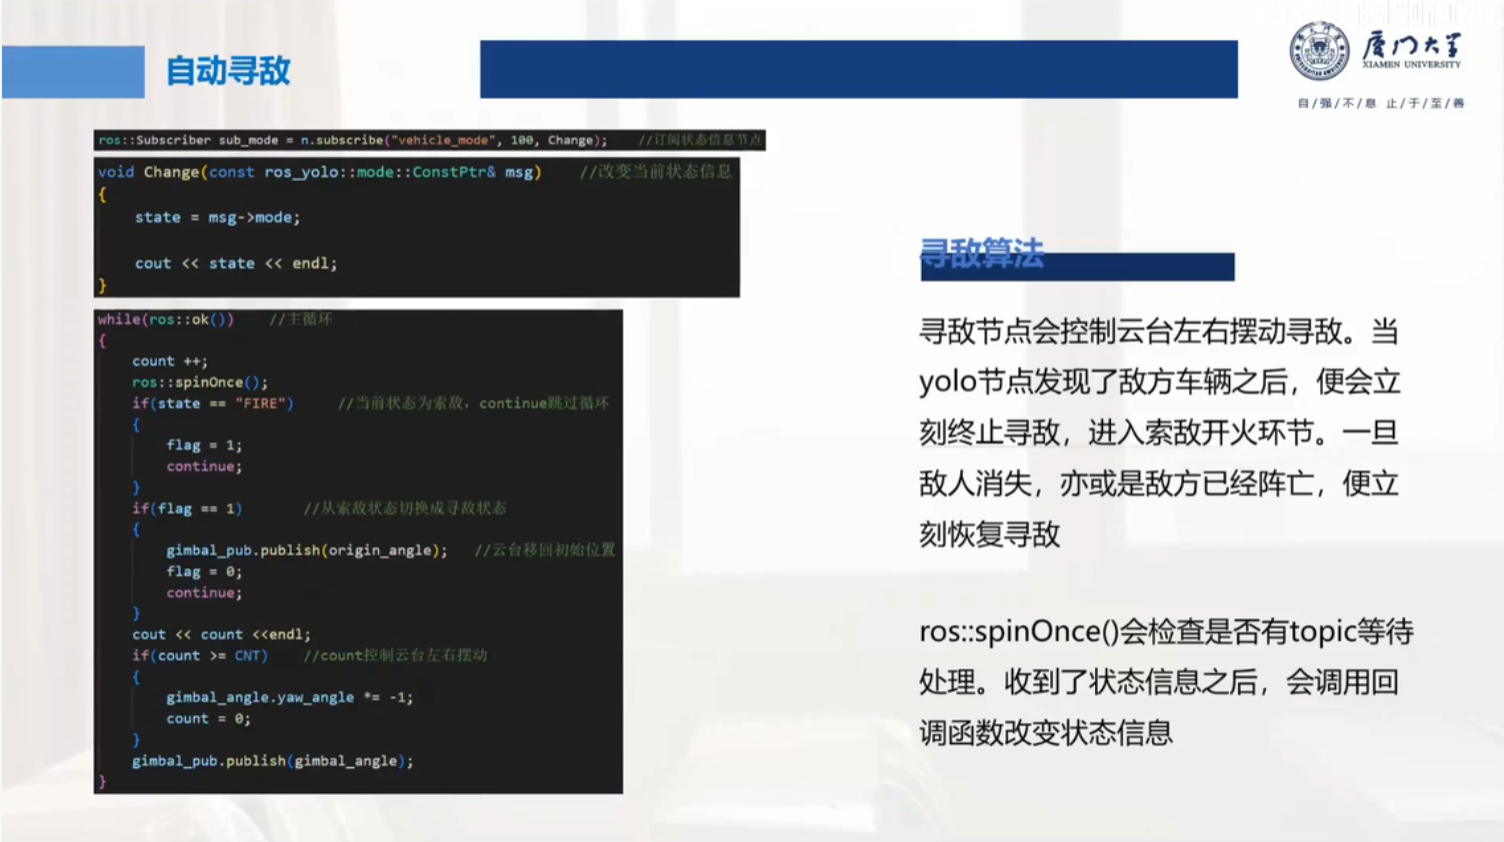 自动寻敌
厦门大学
XIAMEN UNIVERSITY
自/强/不/息 止/于/至/善
ros::Subscriber sub_mode = n.subscribe("vehicle_mode", 100, Change);    //订阅状态信息节点
void Change(const ros_yolo::mode::ConstPtr& msg)    //改变当前状态信息
{
    state = msg->mode;
    cout << state << endl;
}
while(ros::ok())    //主循环
{
    count ++;
    ros::spinOnce();
    if(state == "FIRE")    //当前状态为索敌，continue跳过循环
    {
        flag = 1;
        continue;
    }
    if(flag == 1)    //从索敌状态切换成寻敌状态
    {
        gimbal_pub.publish(origin_angle);    //云台移回初始位置
        flag = 0;
        continue;
    }
    cout << count <<endl;
    if(count >= CNT)    //count控制云台左右摆动
    {
        gimbal_angle.yaw_angle *= -1;
        count = 0;
    }
    gimbal_pub.publish(gimbal_angle);
}
寻敌算法
寻敌节点会控制云台左右摆动寻敌。当
yolo节点发现了敌方车辆之后，便会立
刻终止寻敌，进入索敌开火环节。一旦
敌人消失，亦或是敌方已经阵亡，便立
刻恢复寻敌
ros::spinOnce()会检查是否有topic等待
处理。收到了状态信息之后，会调用回
调函数改变状态信息